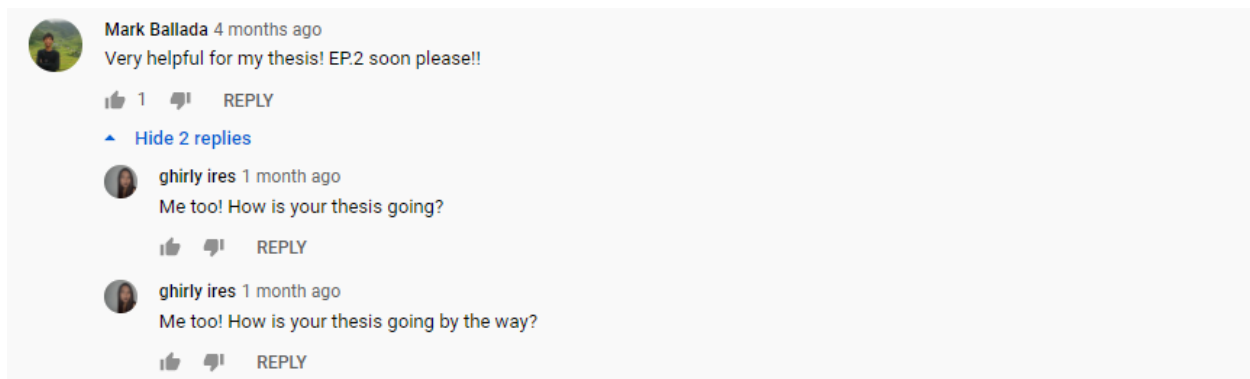 Mark Ballada 4 months ago
Very helpful for my thesis! EP.2 soon please!!
1 REPLY
Hide 2 replies
ghirly ires 1 month ago
Me too! How is your thesis going?
REPLY
ghirly ires 1 month ago
Me too! How is your thesis going by the way?
REPLY